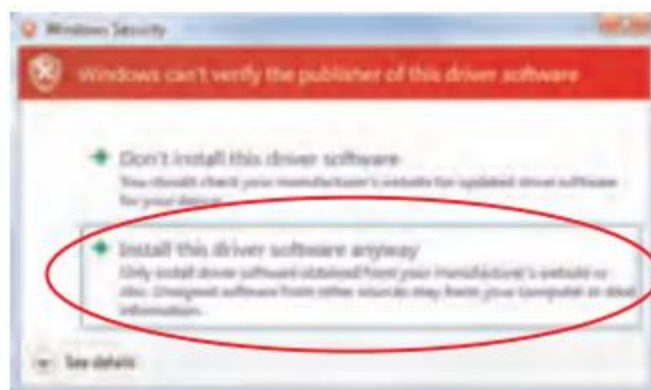 Windows Security
Windows can't verify the publisher of this driver software
Don't install this driver software
You should check your manufacturer's website for updated driver software
for your device.
Install this driver software anyway
Only install driver software obtained from your manufacturer's website or
disc. Unsigned software from other sources may harm your computer or steal
information.
See details